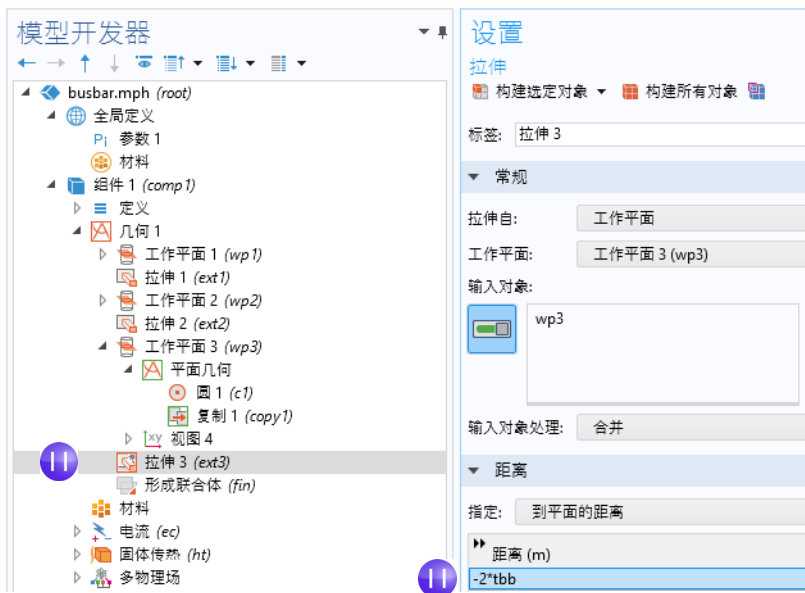 模型开发器
busbar.mph (root)
全局定义
Pi 参数 1
材料
组件 1 (comp1)
定义
几何 1
工作平面 1 (wp1)
拉伸 1 (ext1)
工作平面 2 (wp2)
拉伸 2 (ext2)
工作平面 3 (wp3)
平面几何
圆 1 (c1)
复制 1 (copy1)
xy 视图 4
11 拉伸 3 (ext3)
形成联合体 (fin)
材料
电流 (ec)
固体传热 (ht)
多物理场
设置
拉伸
构建选定对象 构建所有对象
标签: 拉伸 3
常规
拉伸自: 工作平面
工作平面: 工作平面 3 (wp3)
输入对象:
wp3
输入对象处理: 合并
距离
指定: 到平面的距离
距离 (m)
11 -2*tbb